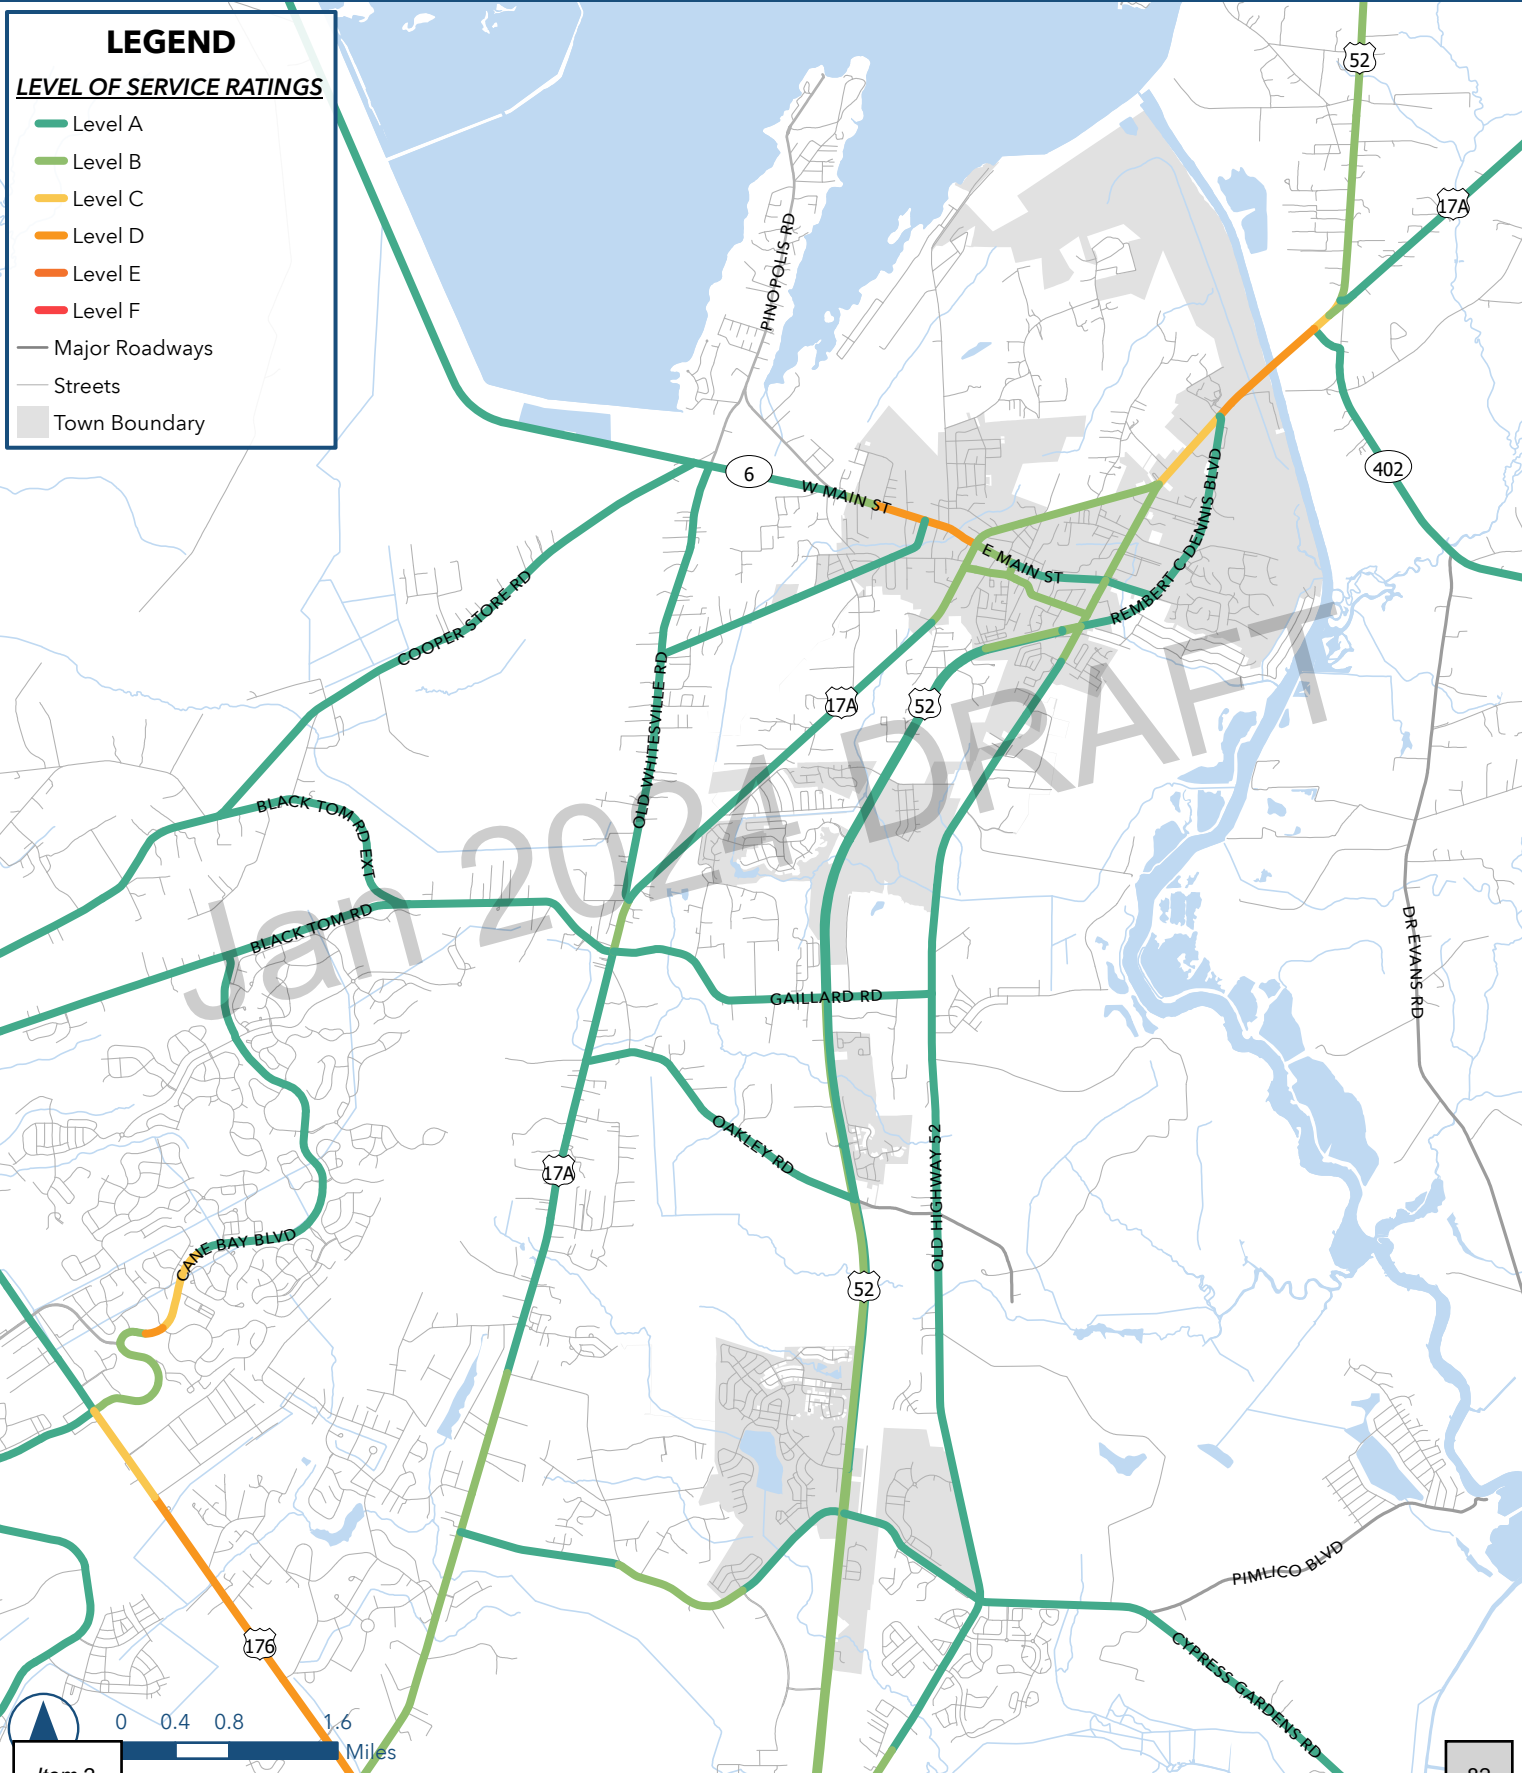 LEGEND
LEVEL OF SERVICE RATINGS
Level A
Level B
Level C
Level D
Level E
Level F
Major Roadways
Streets
Town Boundary
52
17A
PINOPOLIS RD
6
W MAIN ST
E MAIN ST
REMBERT C DENNIS BLVD
402
COOPER STORE RD
OLD WHITESVILLE RD
17A
52
BLACK TOM RD EXT
BLACK TOM RD
Jan 2024 DRAFT
GAILLARD RD
DR EVANS RD
OAKLEY RD
17A
OLD HIGHWAY 52
CANE BAY BLVD
52
PIMLICO BLVD
176
CYPRESS GARDENS RD
0 0.4 0.8 1.6
Miles